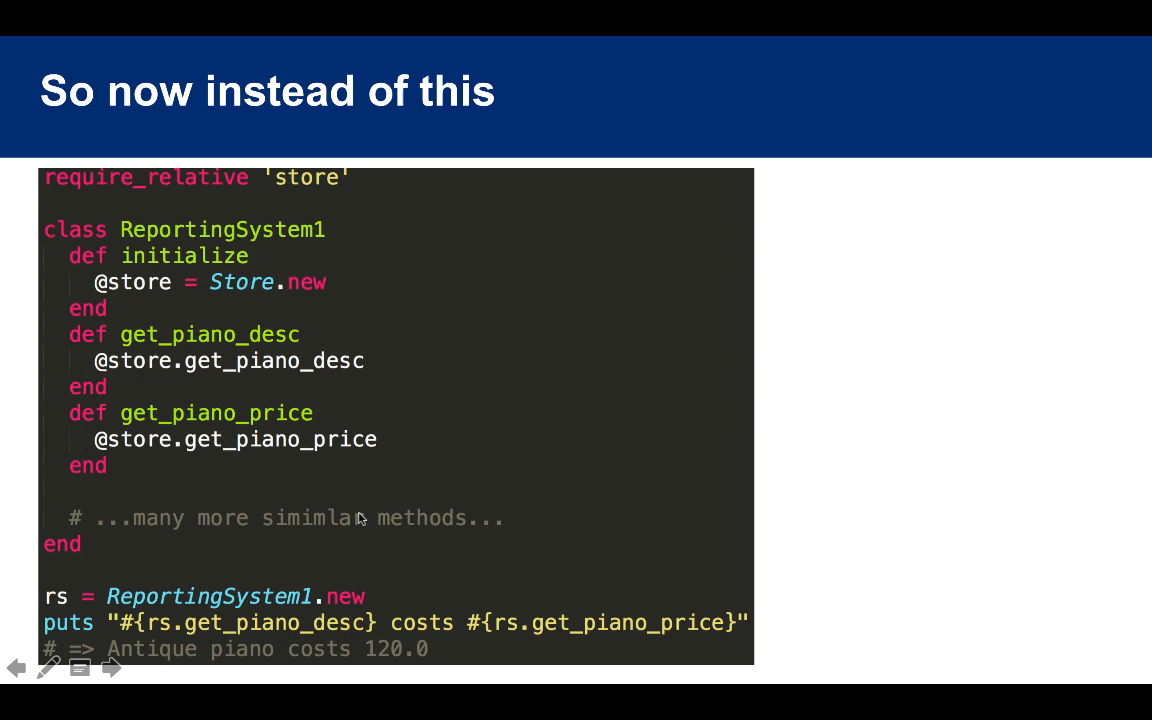 So now instead of this
require_relative 'store'
class ReportingSystem1
def initialize
@store = Store.new
end
def get_piano_desc
@store.get_piano_desc
end
def get_piano_price
@store.get_piano_price
end
# ...many more simimlar methods...
end
rs = ReportingSystem1.new
puts "#{rs.get_piano_desc} costs #{rs.get_piano_price}"
# => Antique piano costs 120.0